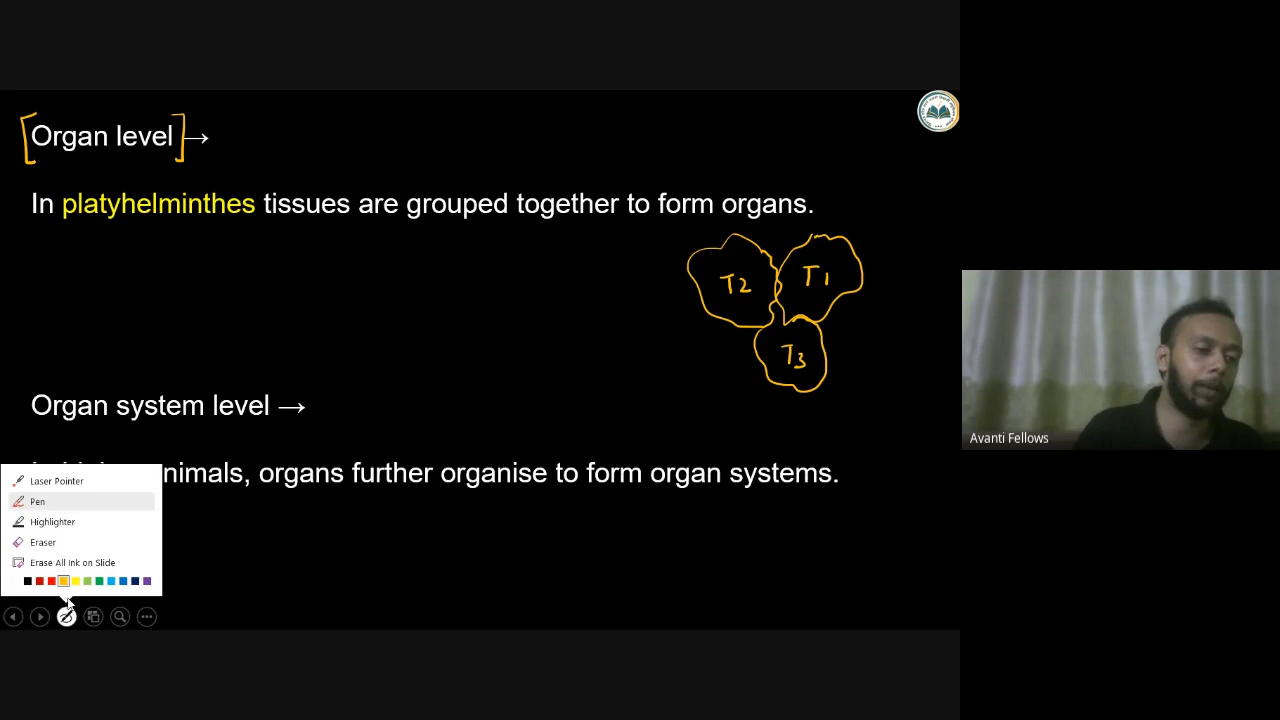 [Organ level] →
In platyhelminthes tissues are grouped together to form organs.
T2 T1
T3
Organ system level →
animals, organs further organise to form organ systems.
Laser Pointer
Pen
Highlighter
Eraser
Erase All Ink on Slide
Avanti Fellows